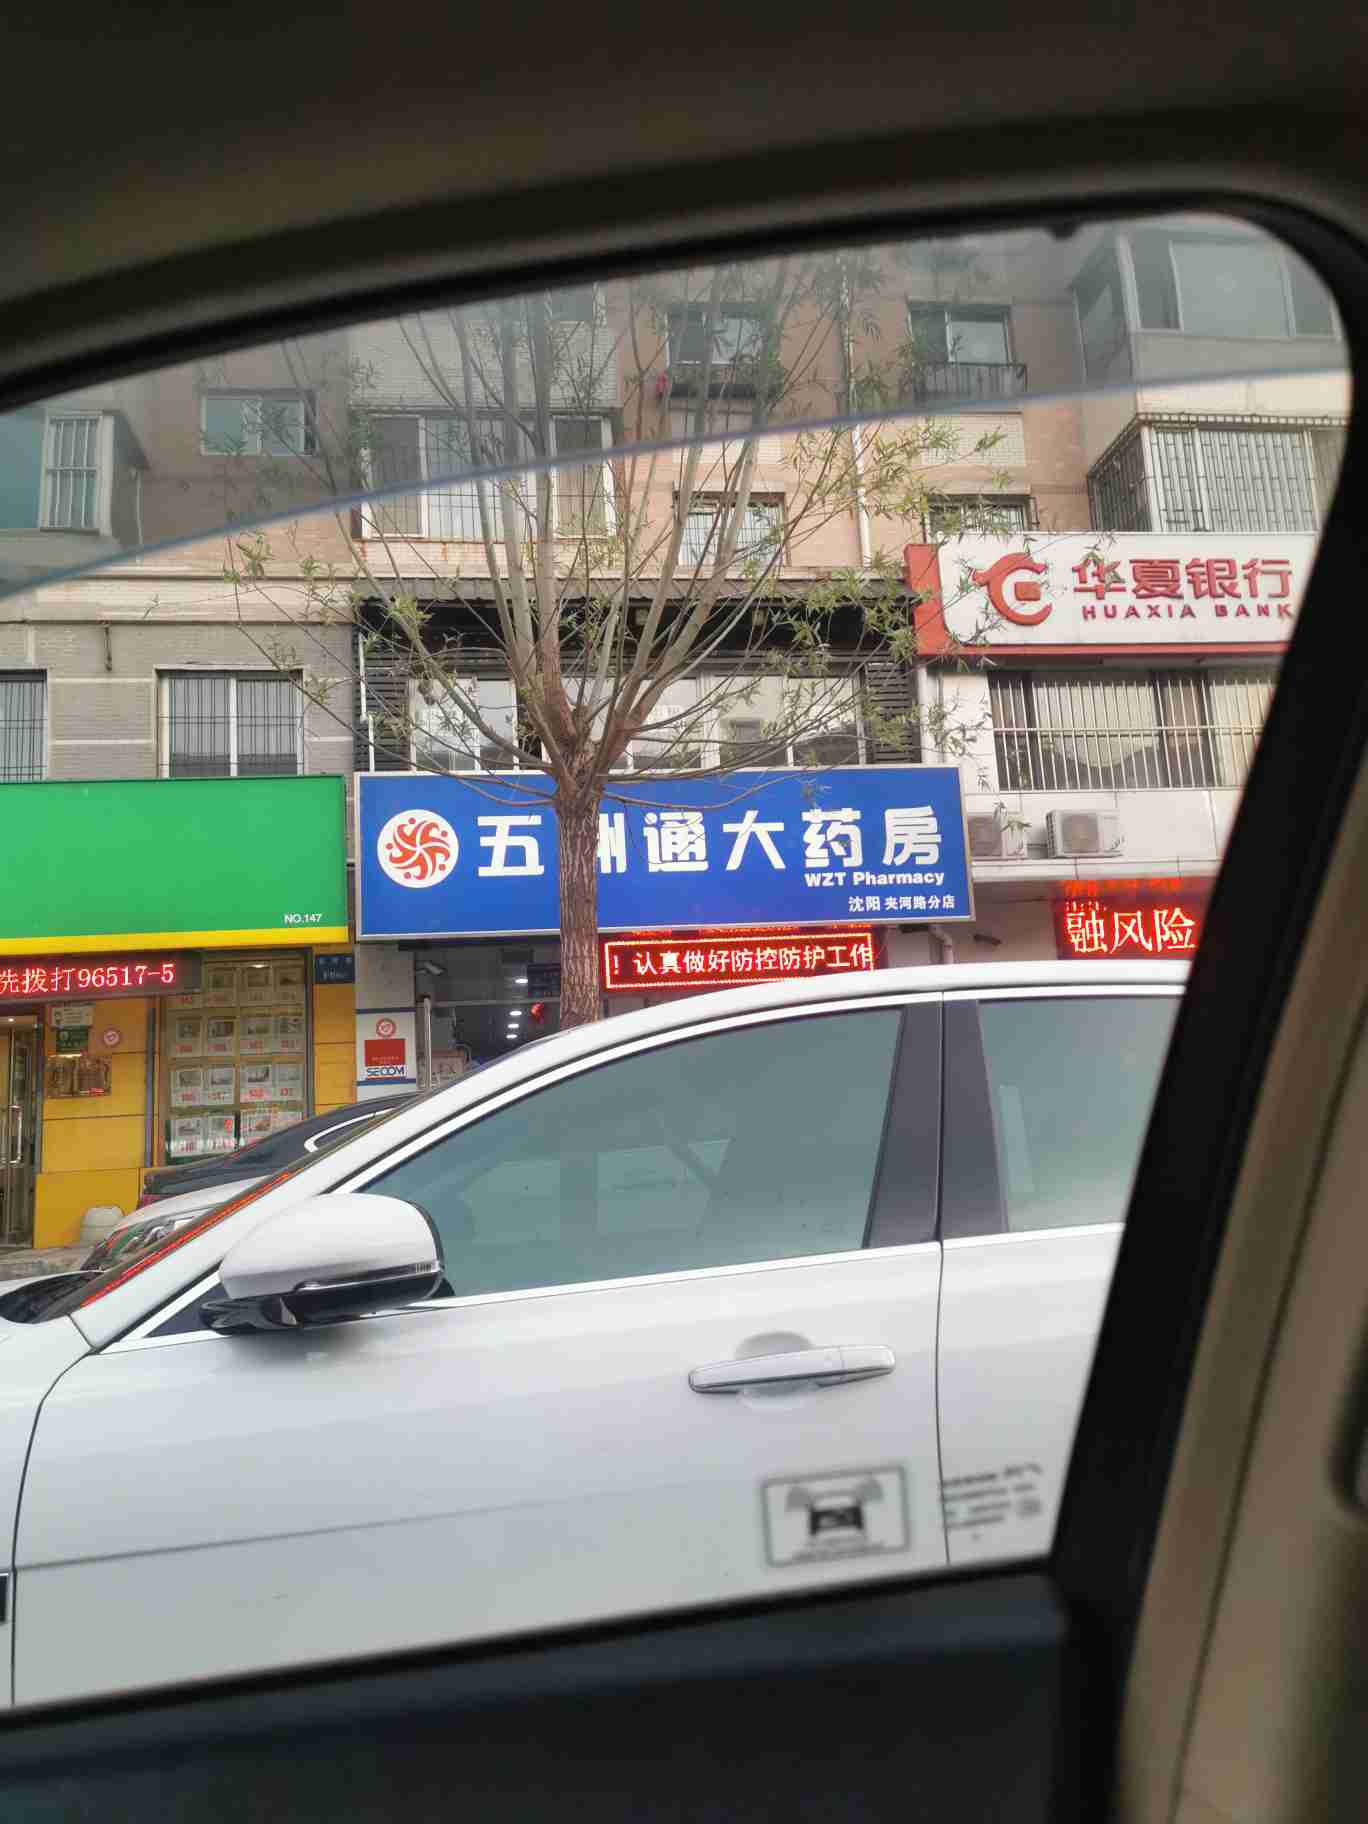 华夏银行
HUAXIA BANK
五洲通大药房
WZT Pharmacy
沈阳 夹河路分店
NO.147
先拨打96517-5
！认真做好防控防护工作
融风险
SECOM